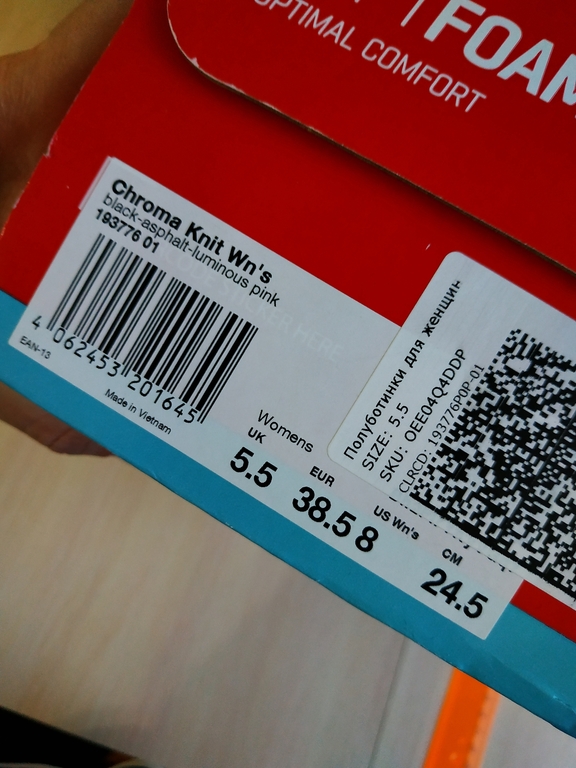 FOAM
OPTIMAL COMFORT
Chroma Knit Wn's
black-asphalt-luminous pink
193776 01
4 062453 201645
EAN-13
Made in Vietnam
Womens
UK EUR US Wn's CM
5.5 38.5 8 24.5
Полуботинки для женщин
SIZE: 5.5
SKU: OEE04Q4DDP
CLRCD: 193776P0P-01